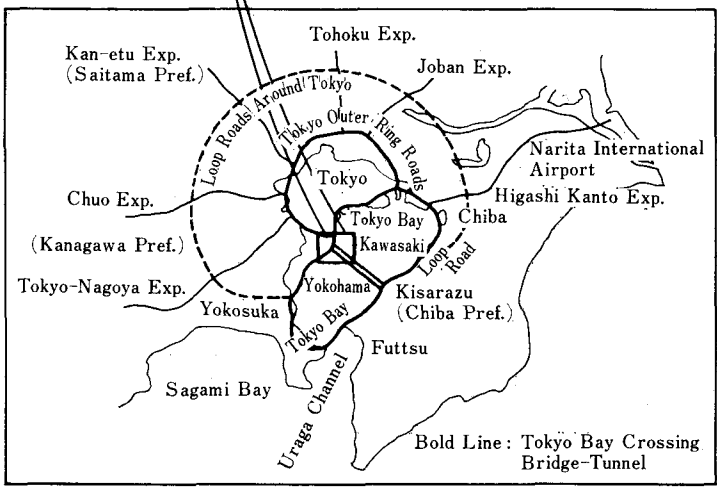 Tohoku Exp.
Kan-etu Exp.
(Saitama Pref.)
Joban Exp.
Loop Roads Around Tokyo
Tokyo Outer Ring Roads
Narita International
Airport
Tokyo
Higashi Kanto Exp.
Chuo Exp.
Tokyo Bay
Chiba
(Kanagawa Pref.)
Kawasaki
Loop
Road
Tokyo-Nagoya Exp.
Yokohama
Kisarazu
(Chiba Pref.)
Yokosuka
Tokyo Bay
Futtsu
Sagami Bay
Uraga Channel
Bold Line : Tokyo Bay Crossing
Bridge-Tunnel